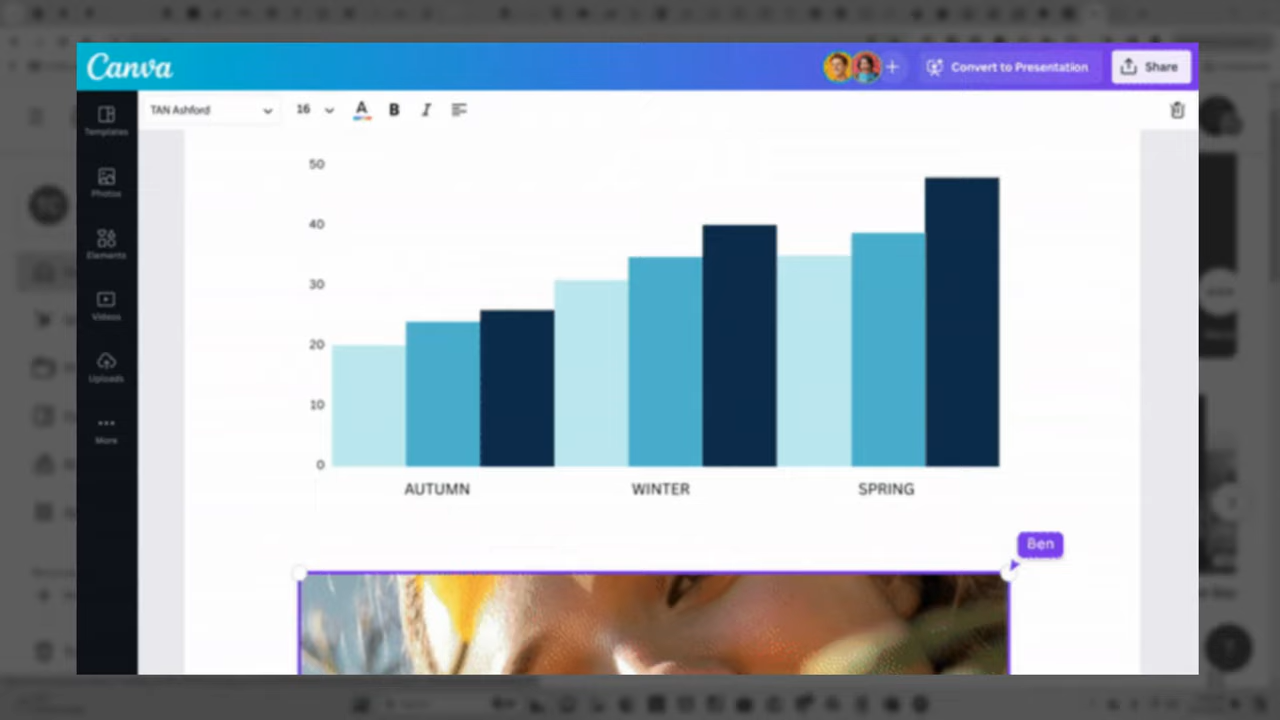 Canva
Convert to Presentation
Share
TAN Ashford
16
A
B
I
Templates
Photos
Elements
Videos
Uploads
More
50
40
30
20
10
0
AUTUMN
WINTER
SPRING
Ben